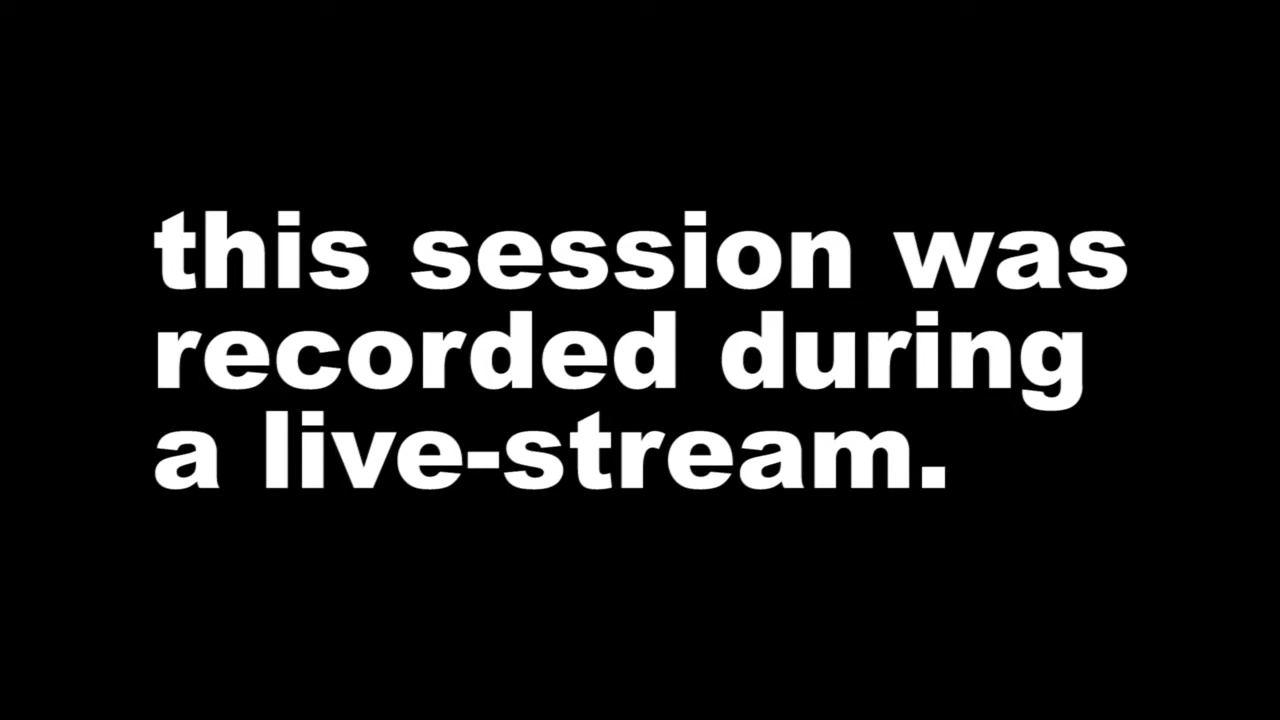 this session was
recorded during
a live-stream.